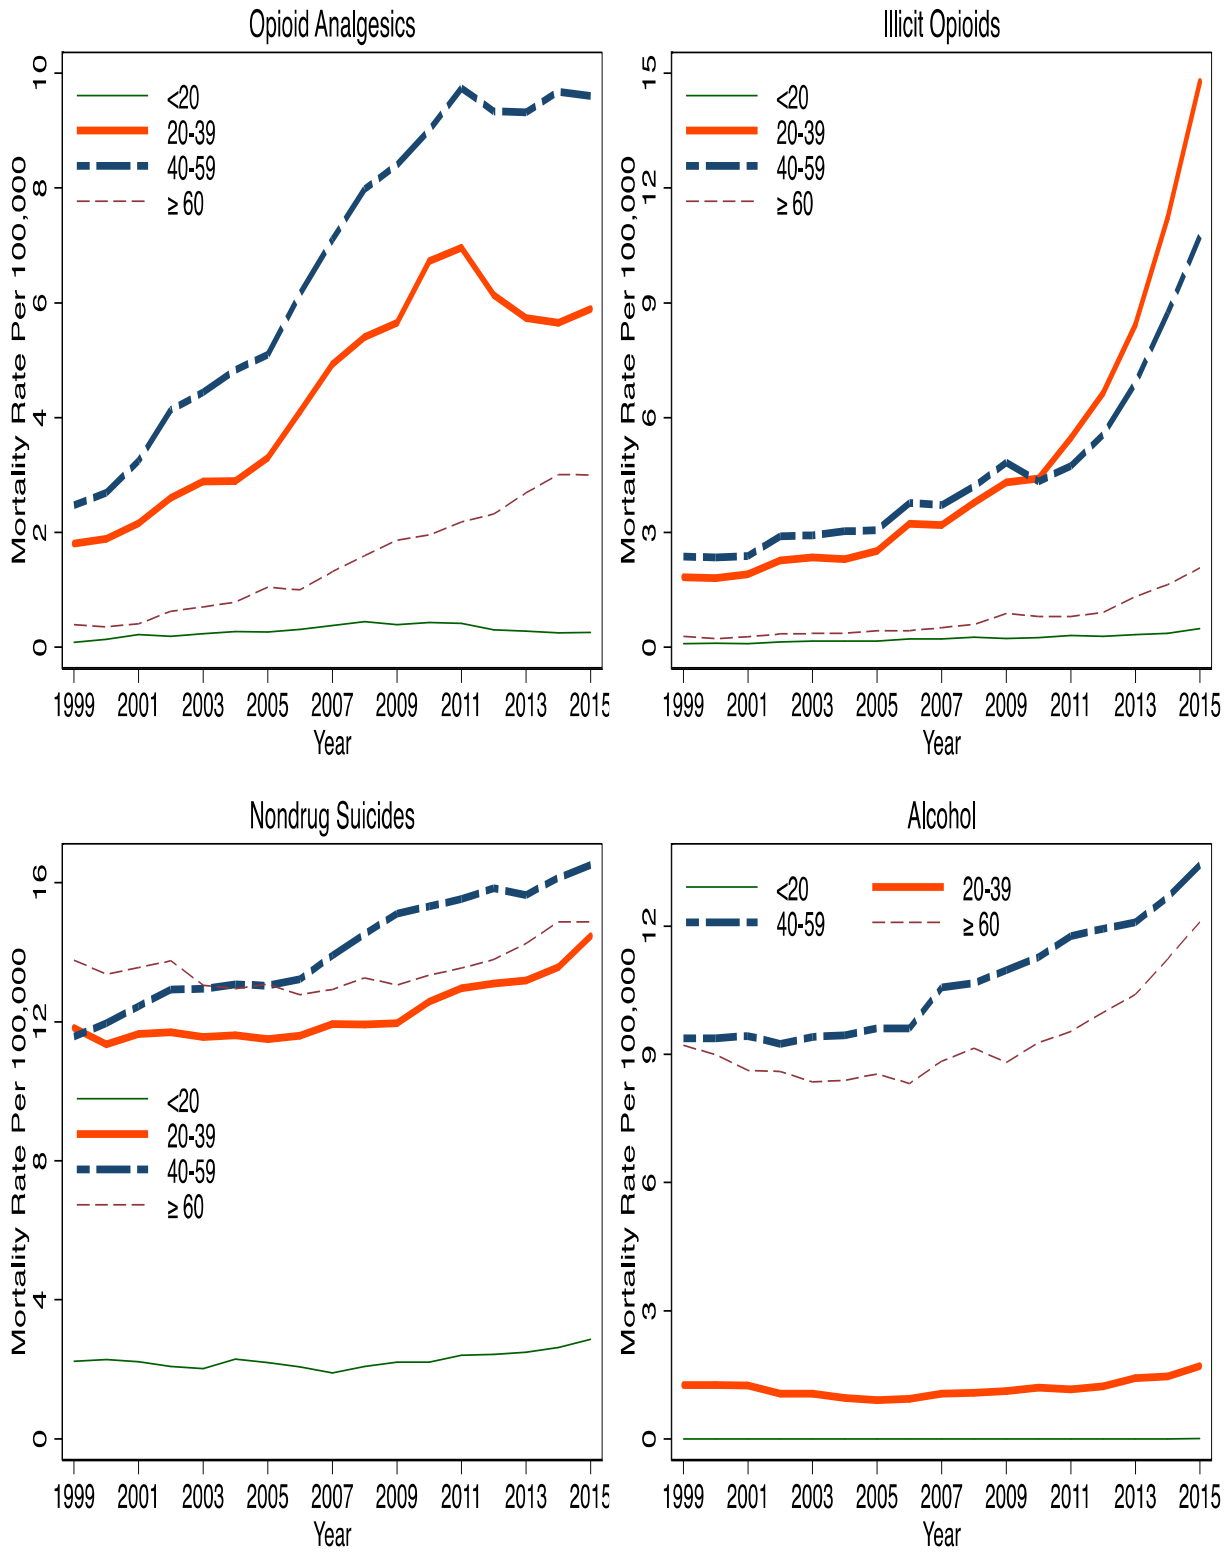 Opioid Analgesics
Mortality Rate Per 100,000
10
8
6
4
2
0
<20
20-39
40-59
≥ 60
1999 2001 2003 2005 2007 2009 2011 2013 2015
Year
Illicit Opioids
Mortality Rate Per 100,000
15
12
9
6
3
0
<20
20-39
40-59
≥ 60
1999 2001 2003 2005 2007 2009 2011 2013 2015
Year
Nondrug Suicides
Mortality Rate Per 100,000
16
12
8
4
0
<20
20-39
40-59
≥ 60
1999 2001 2003 2005 2007 2009 2011 2013 2015
Year
Alcohol
Mortality Rate Per 100,000
12
9
6
3
0
<20 20-39
40-59 ≥ 60
1999 2001 2003 2005 2007 2009 2011 2013 2015
Year